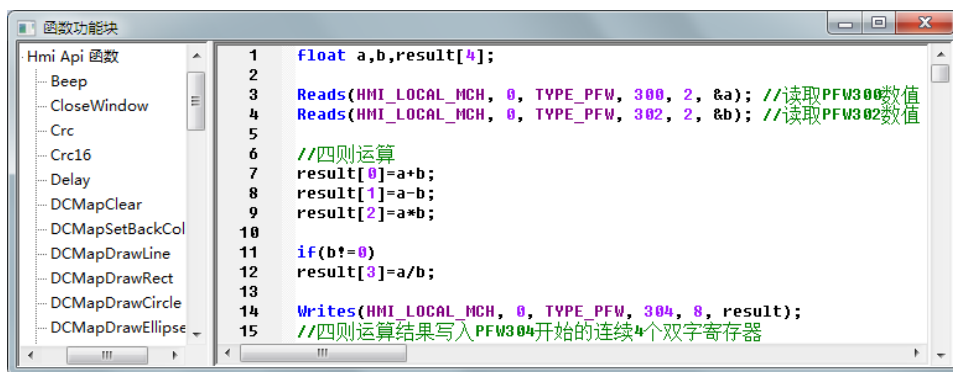 函数功能块
Hmi Api 函数
Beep
CloseWindow
Crc
Crc16
Delay
DCMapClear
DCMapSetBackCol
DCMapDrawLine
DCMapDrawRect
DCMapDrawCircle
DCMapDrawEllipse
1 float a,b,result[4];
2
3 Reads(HMI_LOCAL_MCH, 0, TYPE_PFW, 300, 2, &a); //读取PFW300数值
4 Reads(HMI_LOCAL_MCH, 0, TYPE_PFW, 302, 2, &b); //读取PFW302数值
5
6 //四则运算
7 result[0]=a+b;
8 result[1]=a-b;
9 result[2]=a*b;
10
11 if(b!=0)
12 result[3]=a/b;
13
14 Writes(HMI_LOCAL_MCH, 0, TYPE_PFW, 304, 8, result);
15 //四则运算结果写入PFW304开始的连续4个双字寄存器